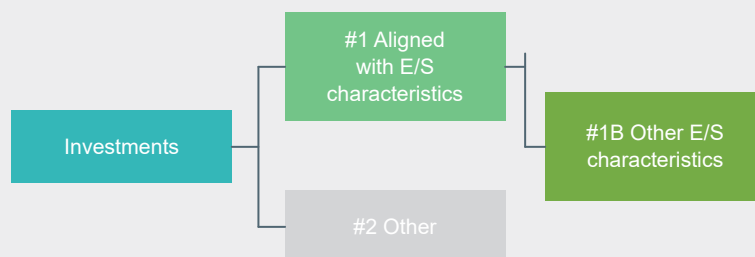 #1 Aligned
with E/S
characteristics
Investments
#1B Other E/S
characteristics
#2 Other